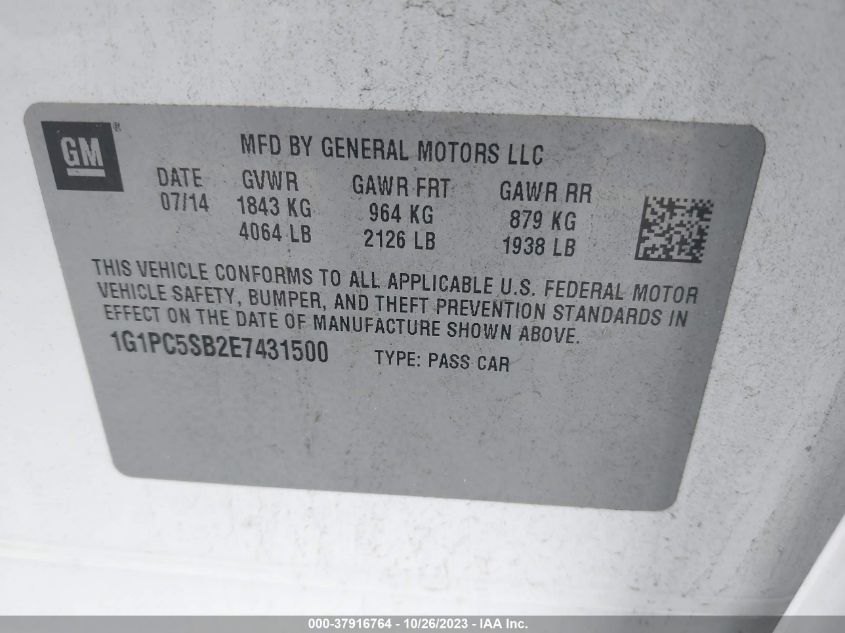 GM®
MFD BY GENERAL MOTORS LLC
DATE GVWR GAWR FRT GAWR RR
07/14 1843 KG 964 KG 879 KG
4064 LB 2126 LB 1938 LB
THIS VEHICLE CONFORMS TO ALL APPLICABLE U.S. FEDERAL MOTOR
VEHICLE SAFETY, BUMPER, AND THEFT PREVENTION STANDARDS IN
EFFECT ON THE DATE OF MANUFACTURE SHOWN ABOVE.
1G1PC5SB2E7431500 TYPE: PASS CAR
000-37916764 - 10/26/2023 - IAA Inc.